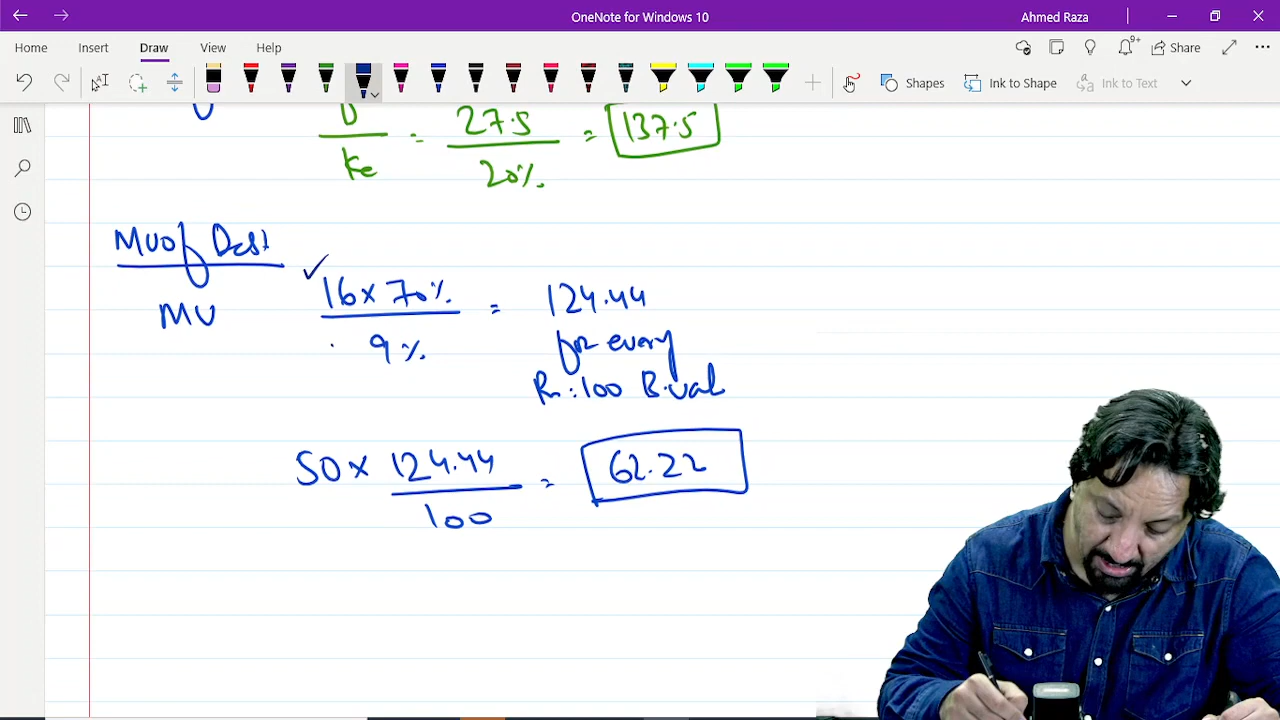 OneNote for Windows 10
Ahmed Raza
Home Insert Draw View Help
9+
Share
Shapes
Ink to Shape
Ink to Text
D/Ke = 27.5/20% = 137.5
MV of Debt
MV 16 x 70% / 9% = 124.44
for every
Rs:100 B.val
50 x 124.44/100 = 62.22